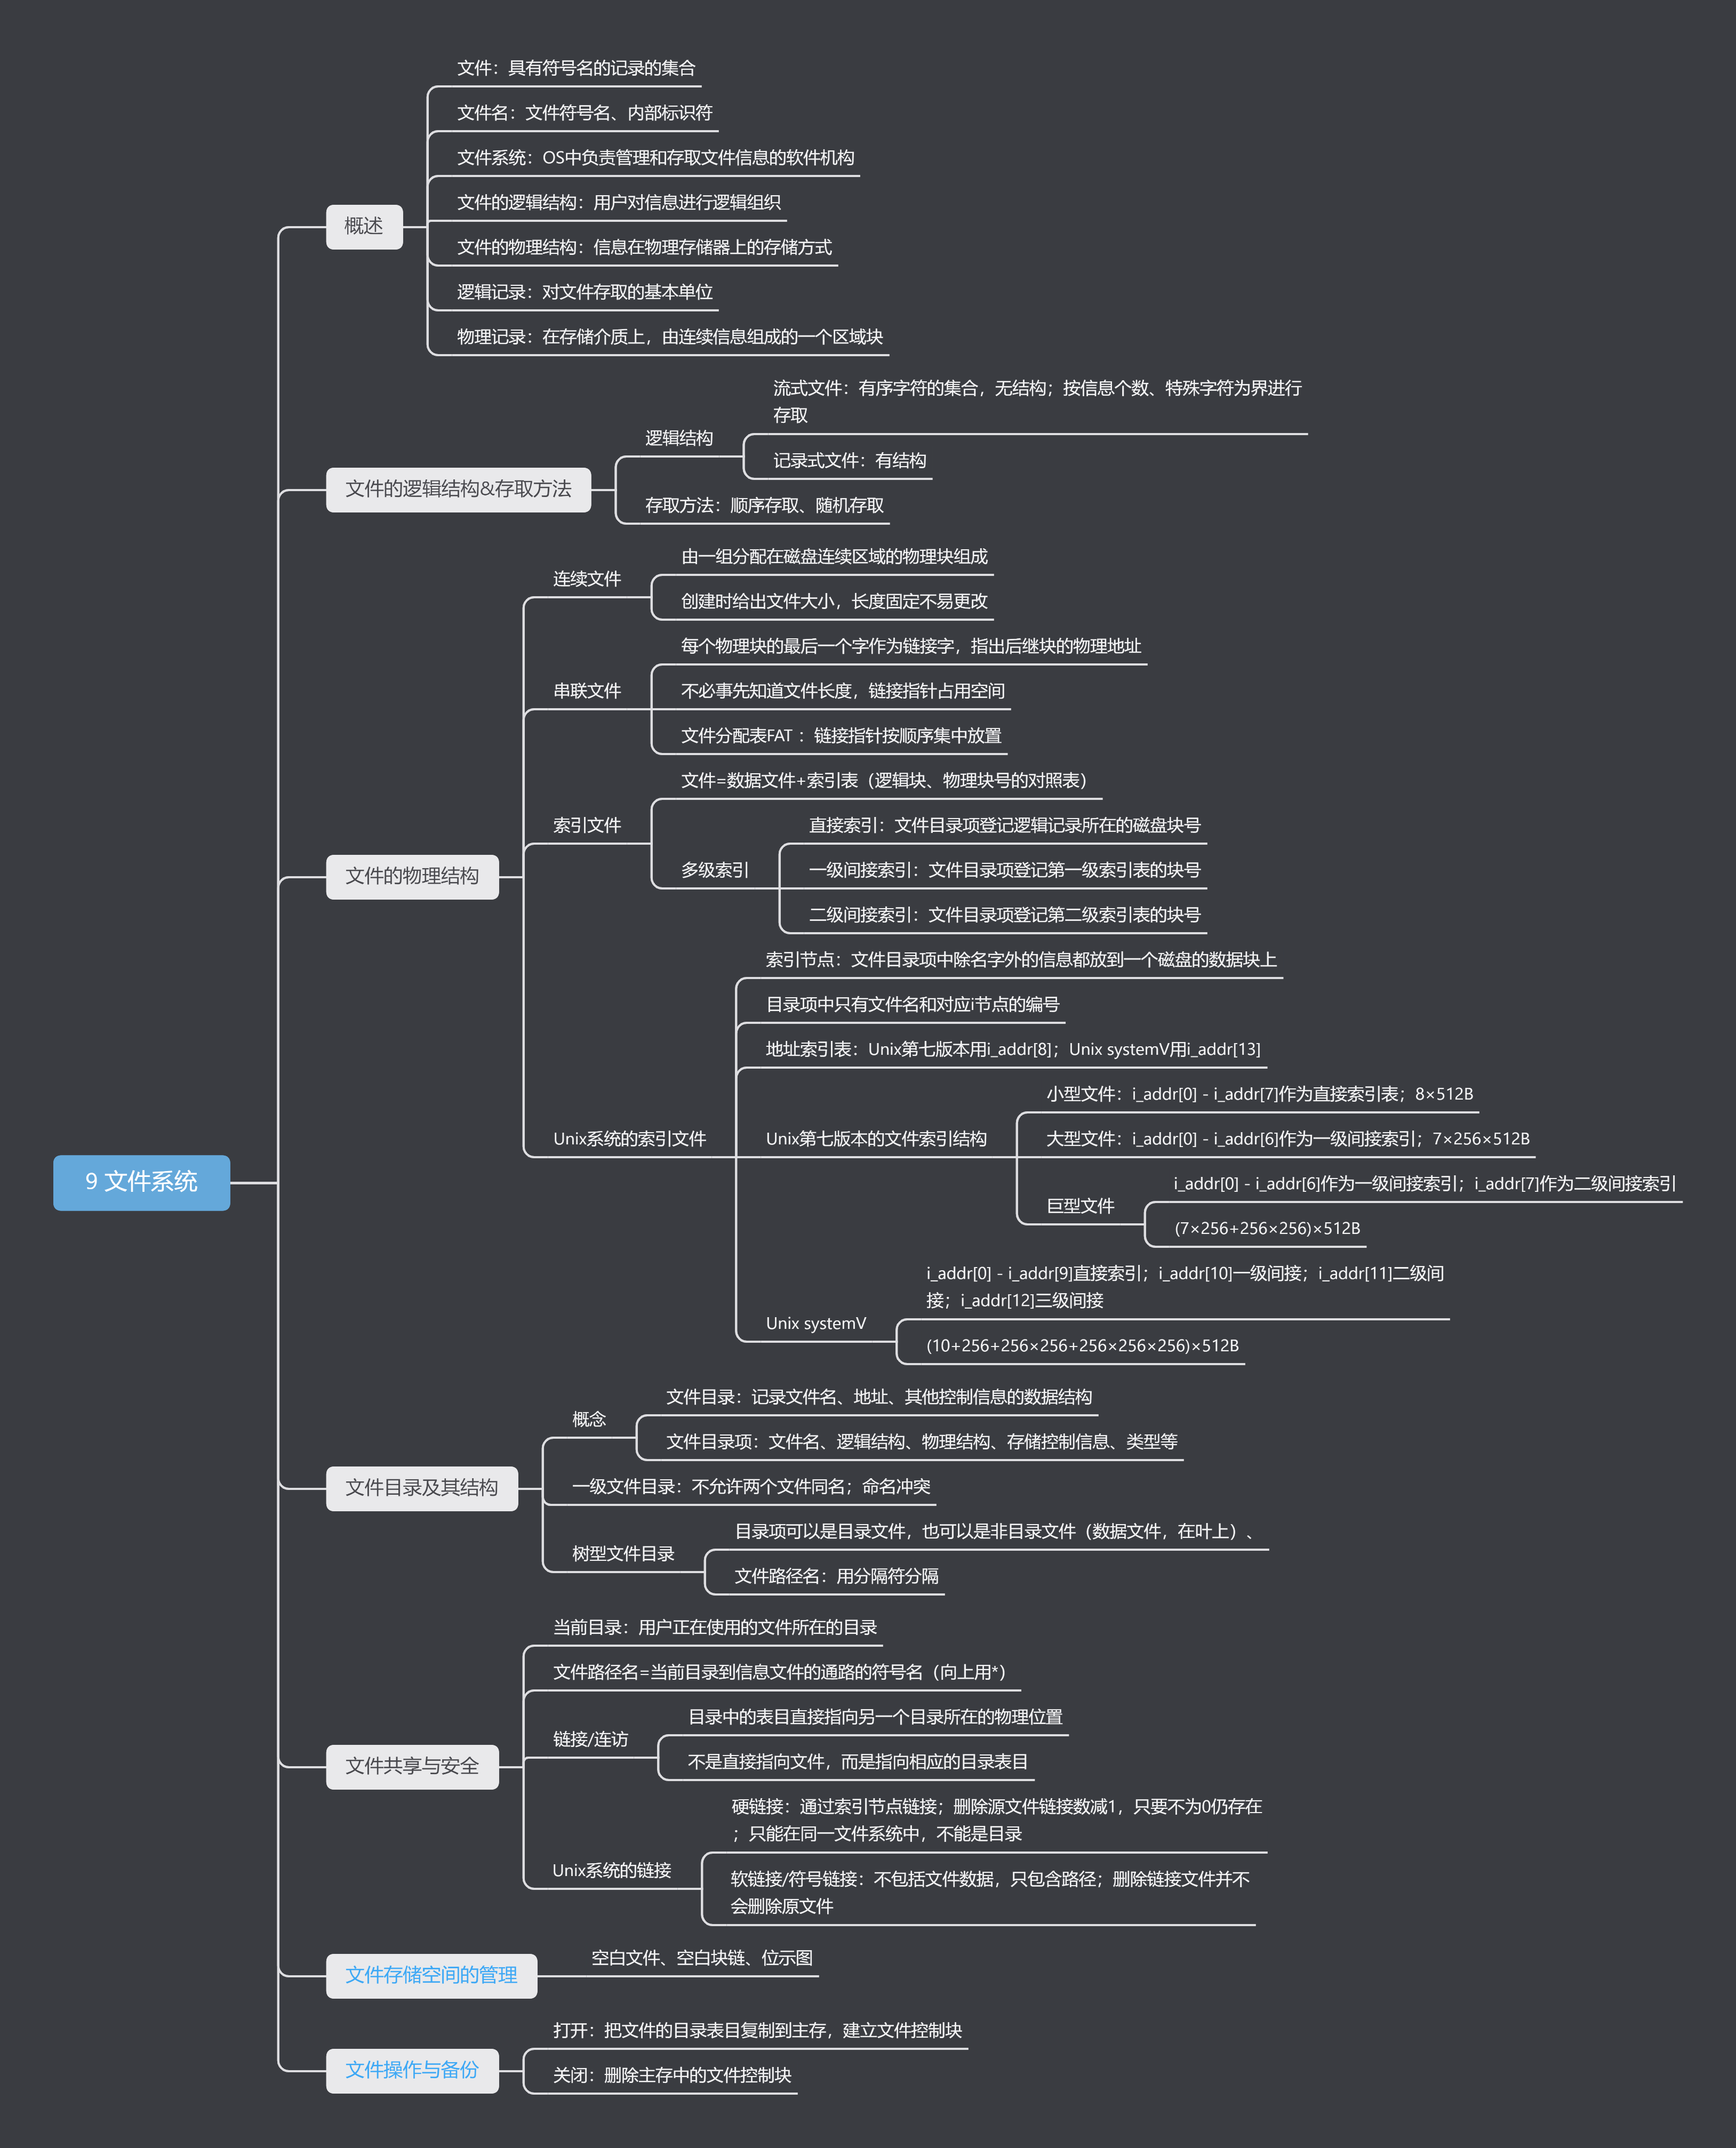 9 文件系统
概述
文件：具有符号名的记录的集合
文件名：文件符号名、内部标识符
文件系统：OS中负责管理和存取文件信息的软件机构
文件的逻辑结构：用户对信息进行逻辑组织
文件的物理结构：信息在物理存储器上的存储方式
逻辑记录：对文件存取的基本单位
物理记录：在存储介质上，由连续信息组成的一个区域块
文件的逻辑结构&存取方法
逻辑结构
流式文件：有序字符的集合，无结构；按信息个数、特殊字符为界进行
存取
记录式文件：有结构
存取方法：顺序存取、随机存取
文件的物理结构
连续文件
由一组分配在磁盘连续区域的物理块组成
创建时给出文件大小，长度固定不易更改
串联文件
每个物理块的最后一个字作为链接字，指出后继块的物理地址
不必事先知道文件长度，链接指针占用空间
文件分配表FAT ：链接指针按顺序集中放置
索引文件
文件=数据文件+索引表（逻辑块、物理块号的对照表）
多级索引
直接索引：文件目录项登记逻辑记录所在的磁盘块号
一级间接索引：文件目录项登记第一级索引表的块号
二级间接索引：文件目录项登记第二级索引表的块号
Unix系统的索引文件
索引节点：文件目录项中除名字外的信息都放到一个磁盘的数据块上
目录项中只有文件名和对应i节点的编号
地址索引表：Unix第七版本用i_addr[8]；Unix systemV用i_addr[13]
Unix第七版本的文件索引结构
小型文件：i_addr[0] - i_addr[7]作为直接索引表；8×512B
大型文件：i_addr[0] - i_addr[6]作为一级间接索引；7×256×512B
巨型文件
i_addr[0] - i_addr[6]作为一级间接索引；i_addr[7]作为二级间接索引
(7×256+256×256)×512B
Unix systemV
i_addr[0] - i_addr[9]直接索引；i_addr[10]一级间接；i_addr[11]二级间
接；i_addr[12]三级间接
(10+256+256×256+256×256×256)×512B
文件目录及其结构
概念
文件目录：记录文件名、地址、其他控制信息的数据结构
文件目录项：文件名、逻辑结构、物理结构、存储控制信息、类型等
一级文件目录：不允许两个文件同名；命名冲突
树型文件目录
目录项可以是目录文件，也可以是非目录文件（数据文件，在叶上）、
文件路径名：用分隔符分隔
文件共享与安全
当前目录：用户正在使用的文件所在的目录
文件路径名=当前目录到信息文件的通路的符号名（向上用*）
链接/连访
目录中的表目直接指向另一个目录所在的物理位置
不是直接指向文件，而是指向相应的目录表目
Unix系统的链接
硬链接：通过索引节点链接；删除源文件链接数减1，只要不为0仍存在
；只能在同一文件系统中，不能是目录
软链接/符号链接：不包括文件数据，只包含路径；删除链接文件并不
会删除原文件
文件存储空间的管理
空白文件、空白块链、位示图
文件操作与备份
打开：把文件的目录表目复制到主存，建立文件控制块
关闭：删除主存中的文件控制块